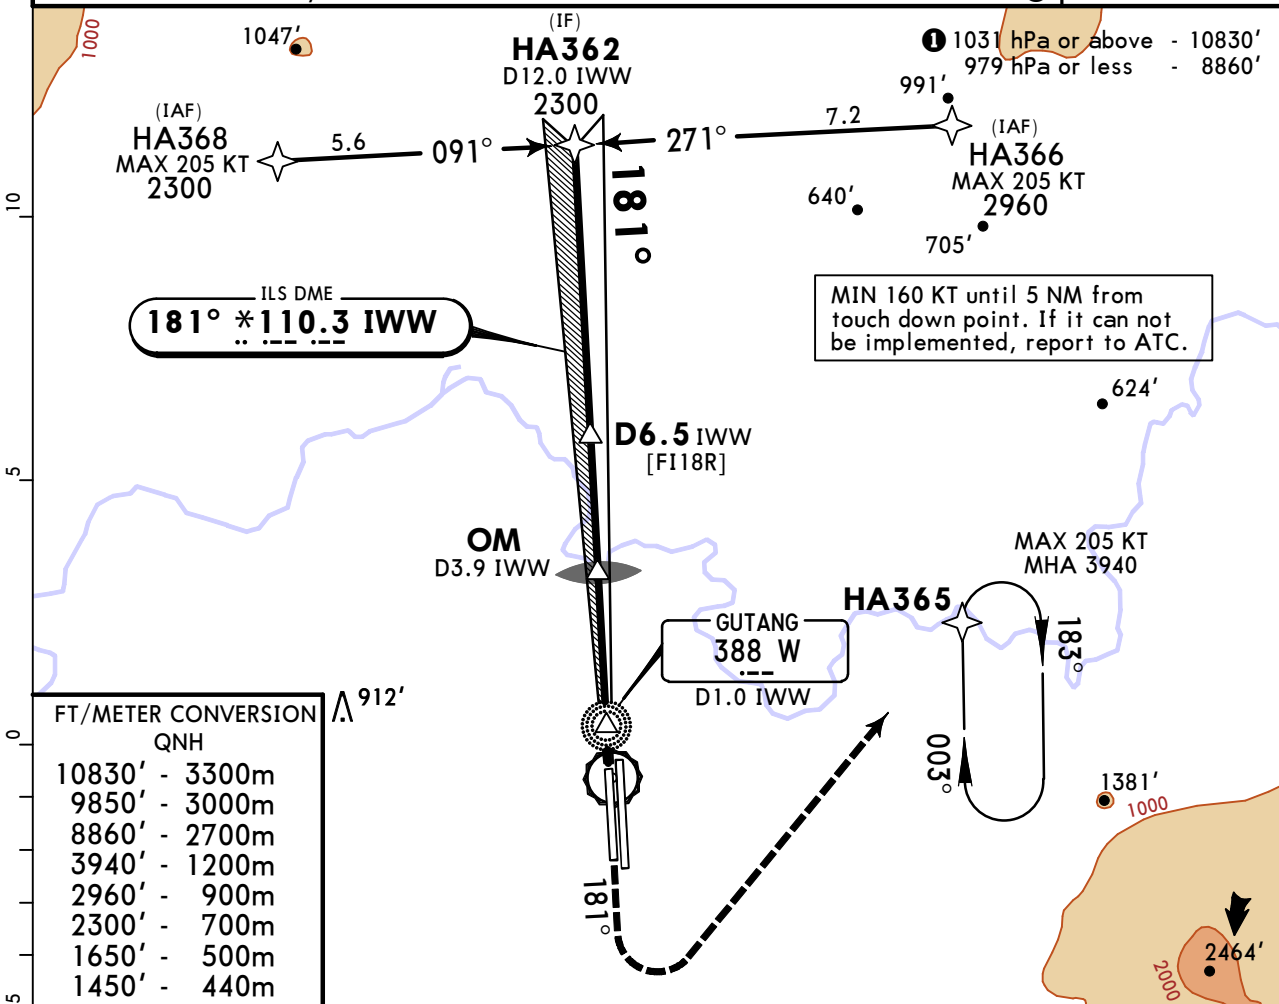 1000
1047'
(IF)
HA362
D12.0 IWW
2300
1 1031 hPa or above - 10830'
979 hPa or less - 8860'
991'
(IAF)
HA368
MAX 205 KT
2300
5.6
091°
271°
7.2
(IAF)
HA366
MAX 205 KT
2960
181°
640'
705'
10
ILS DME
181° *110.3 IWW
MIN 160 KT until 5 NM from
touch down point. If it can not
be implemented, report to ATC.
624'
D6.5 IWW
[FI18R]
5
OM
D3.9 IWW
MAX 205 KT
MHA 3940
HA365
183°
003°
GUTANG
388 W
D1.0 IWW
912'
0
FT/METER CONVERSION
QNH
10830' - 3300m
9850' - 3000m
8860' - 2700m
3940' - 1200m
2960' - 900m
2300' - 700m
1650' - 500m
1450' - 440m
181°
1381'
1000
2464'
2000
5